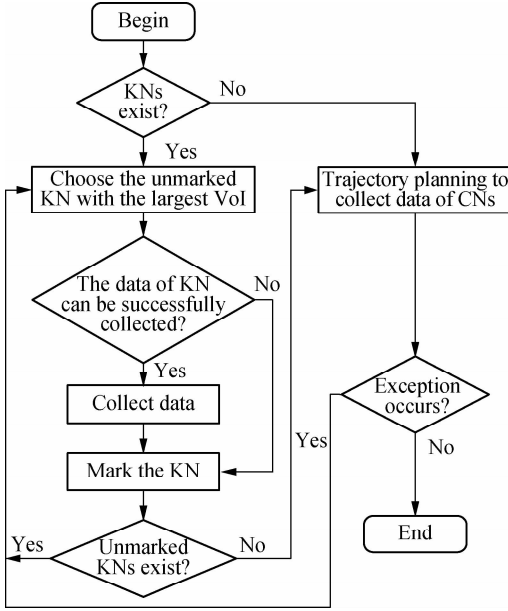 Begin
KNs
exist?
No
Yes
Choose the unmarked
KN with the largest VoI
Trajectory planning to
collect data of CNs
The data of KN
can be successfully
collected?
No
Yes
Collect data
Exception
occurs?
Yes
No
Mark the KN
Unmarked
KNs exist?
Yes
No
End